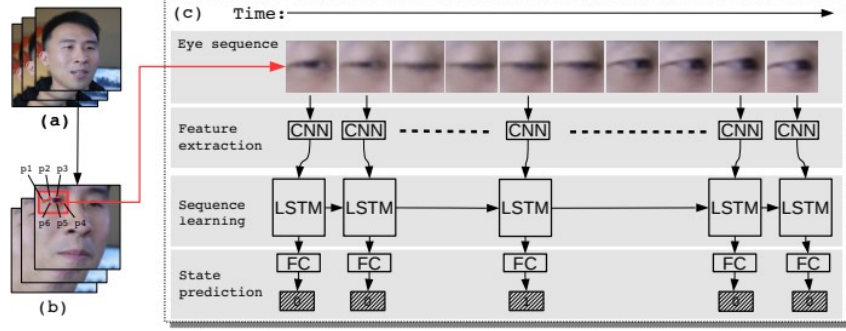 (c) Time:
Eye sequence
(a)
Feature
extraction
CNN CNN CNN CNN CNN
p1 p2 p3
p6 p5 p4
Sequence
learning
LSTM LSTM LSTM LSTM LSTM
FC FC FC FC FC
State
prediction
0 0 1 0 0
(b)